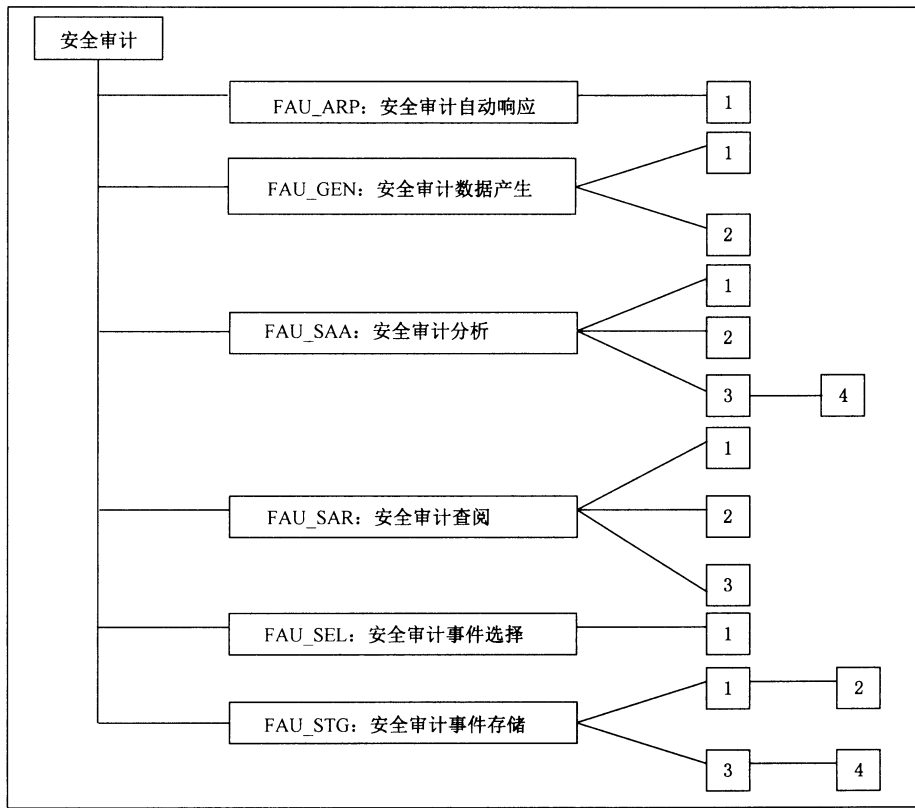 安全审计
FAU_ARP：安全审计自动响应
1
FAU_GEN：安全审计数据产生
1
2
FAU_SAA：安全审计分析
1
2
3
4
FAU_SAR：安全审计查阅
1
2
3
FAU_SEL：安全审计事件选择
1
FAU_STG：安全审计事件存储
1
2
3
4